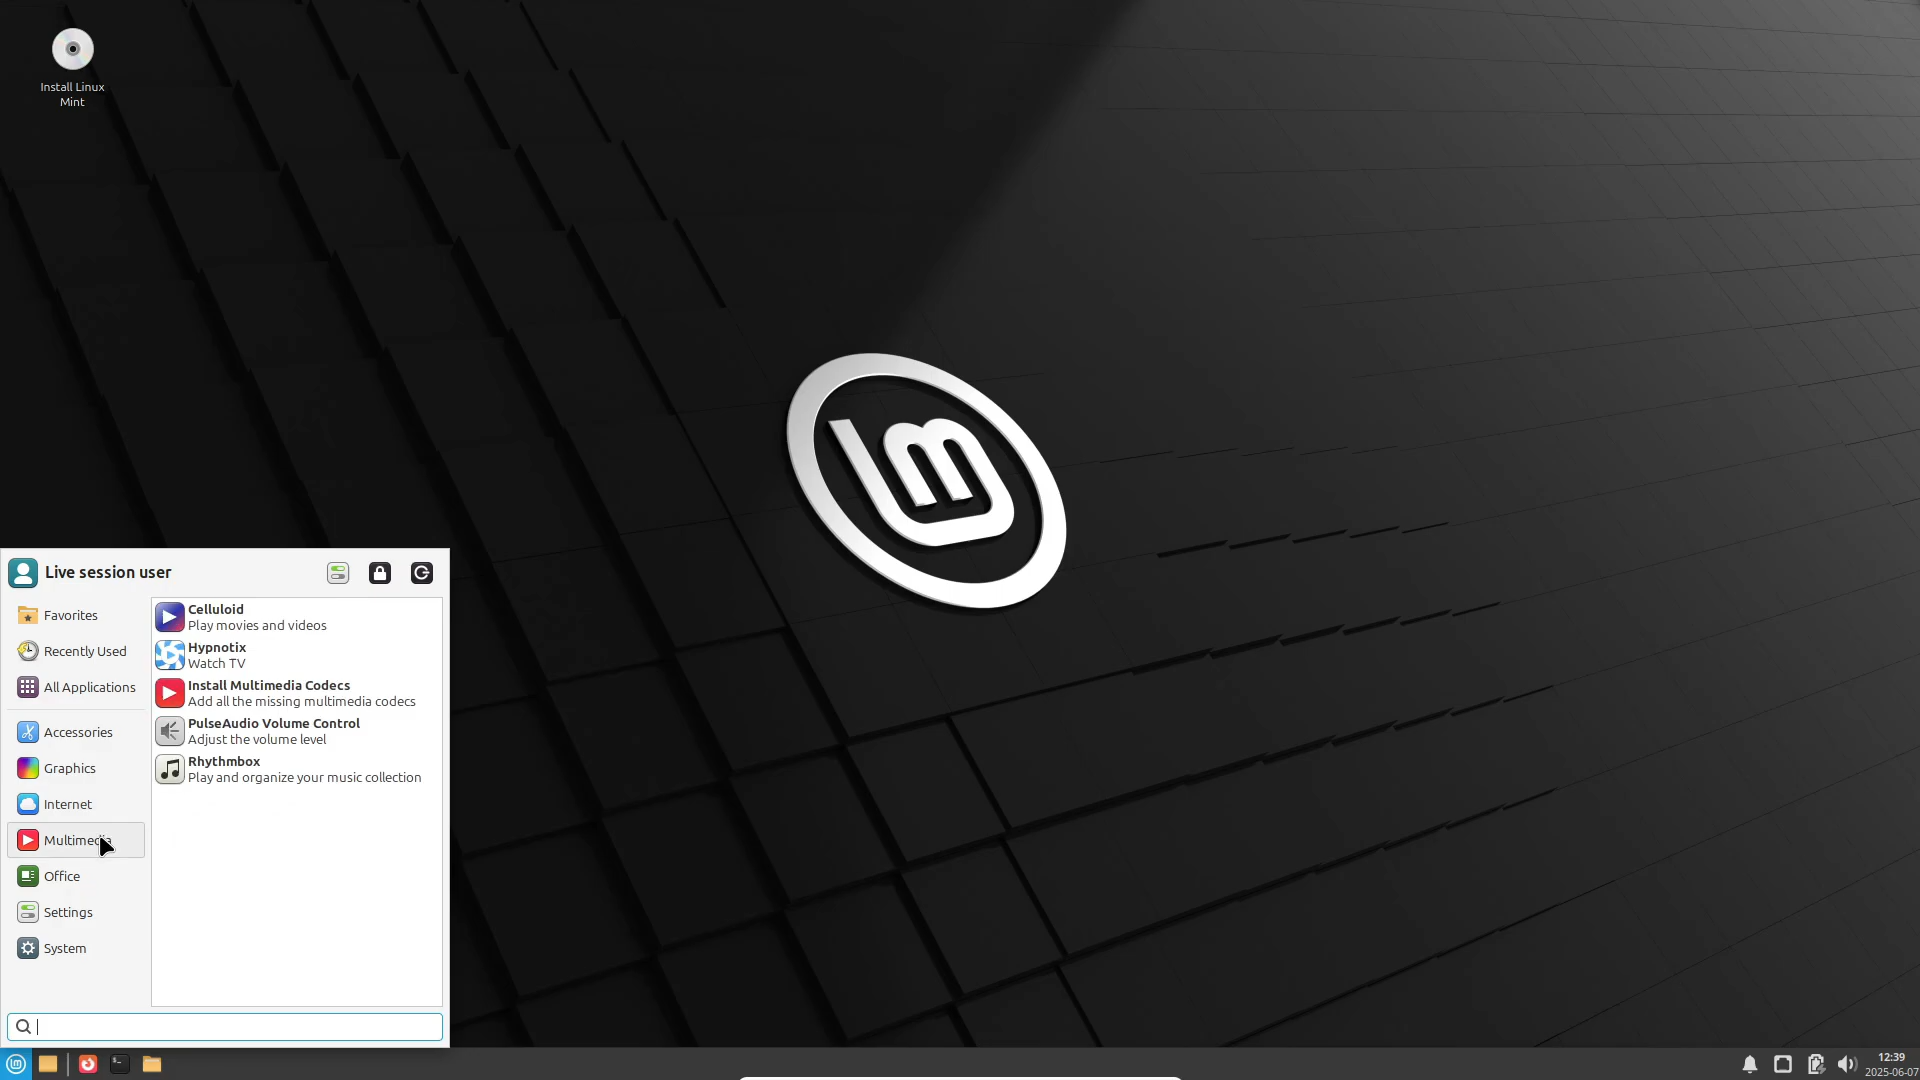 Install Linux
Mint
Live session user
Favorites
Recently Used
All Applications
Accessories
Graphics
Internet
Multimedia
Office
Settings
System
Celluloid
Play movies and videos
Hypnotix
Watch TV
Install Multimedia Codecs
Add all the missing multimedia codecs
PulseAudio Volume Control
Adjust the volume level
Rhythmbox
Play and organize your music collection
12:39
2025-06-07